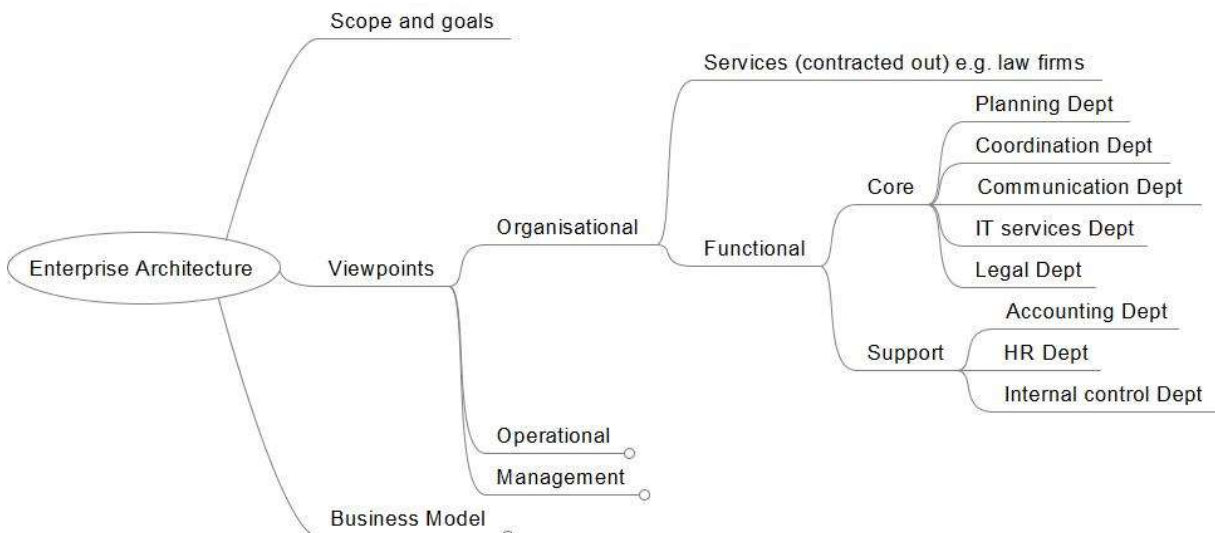 Scope and goals
Services (contracted out) e.g. law firms
Planning Dept
Coordination Dept
Core
Communication Dept
Organisational
IT services Dept
Functional
Enterprise Architecture
Viewpoints
Legal Dept
Accounting Dept
Support
HR Dept
Internal control Dept
Operational
Management
Business Model